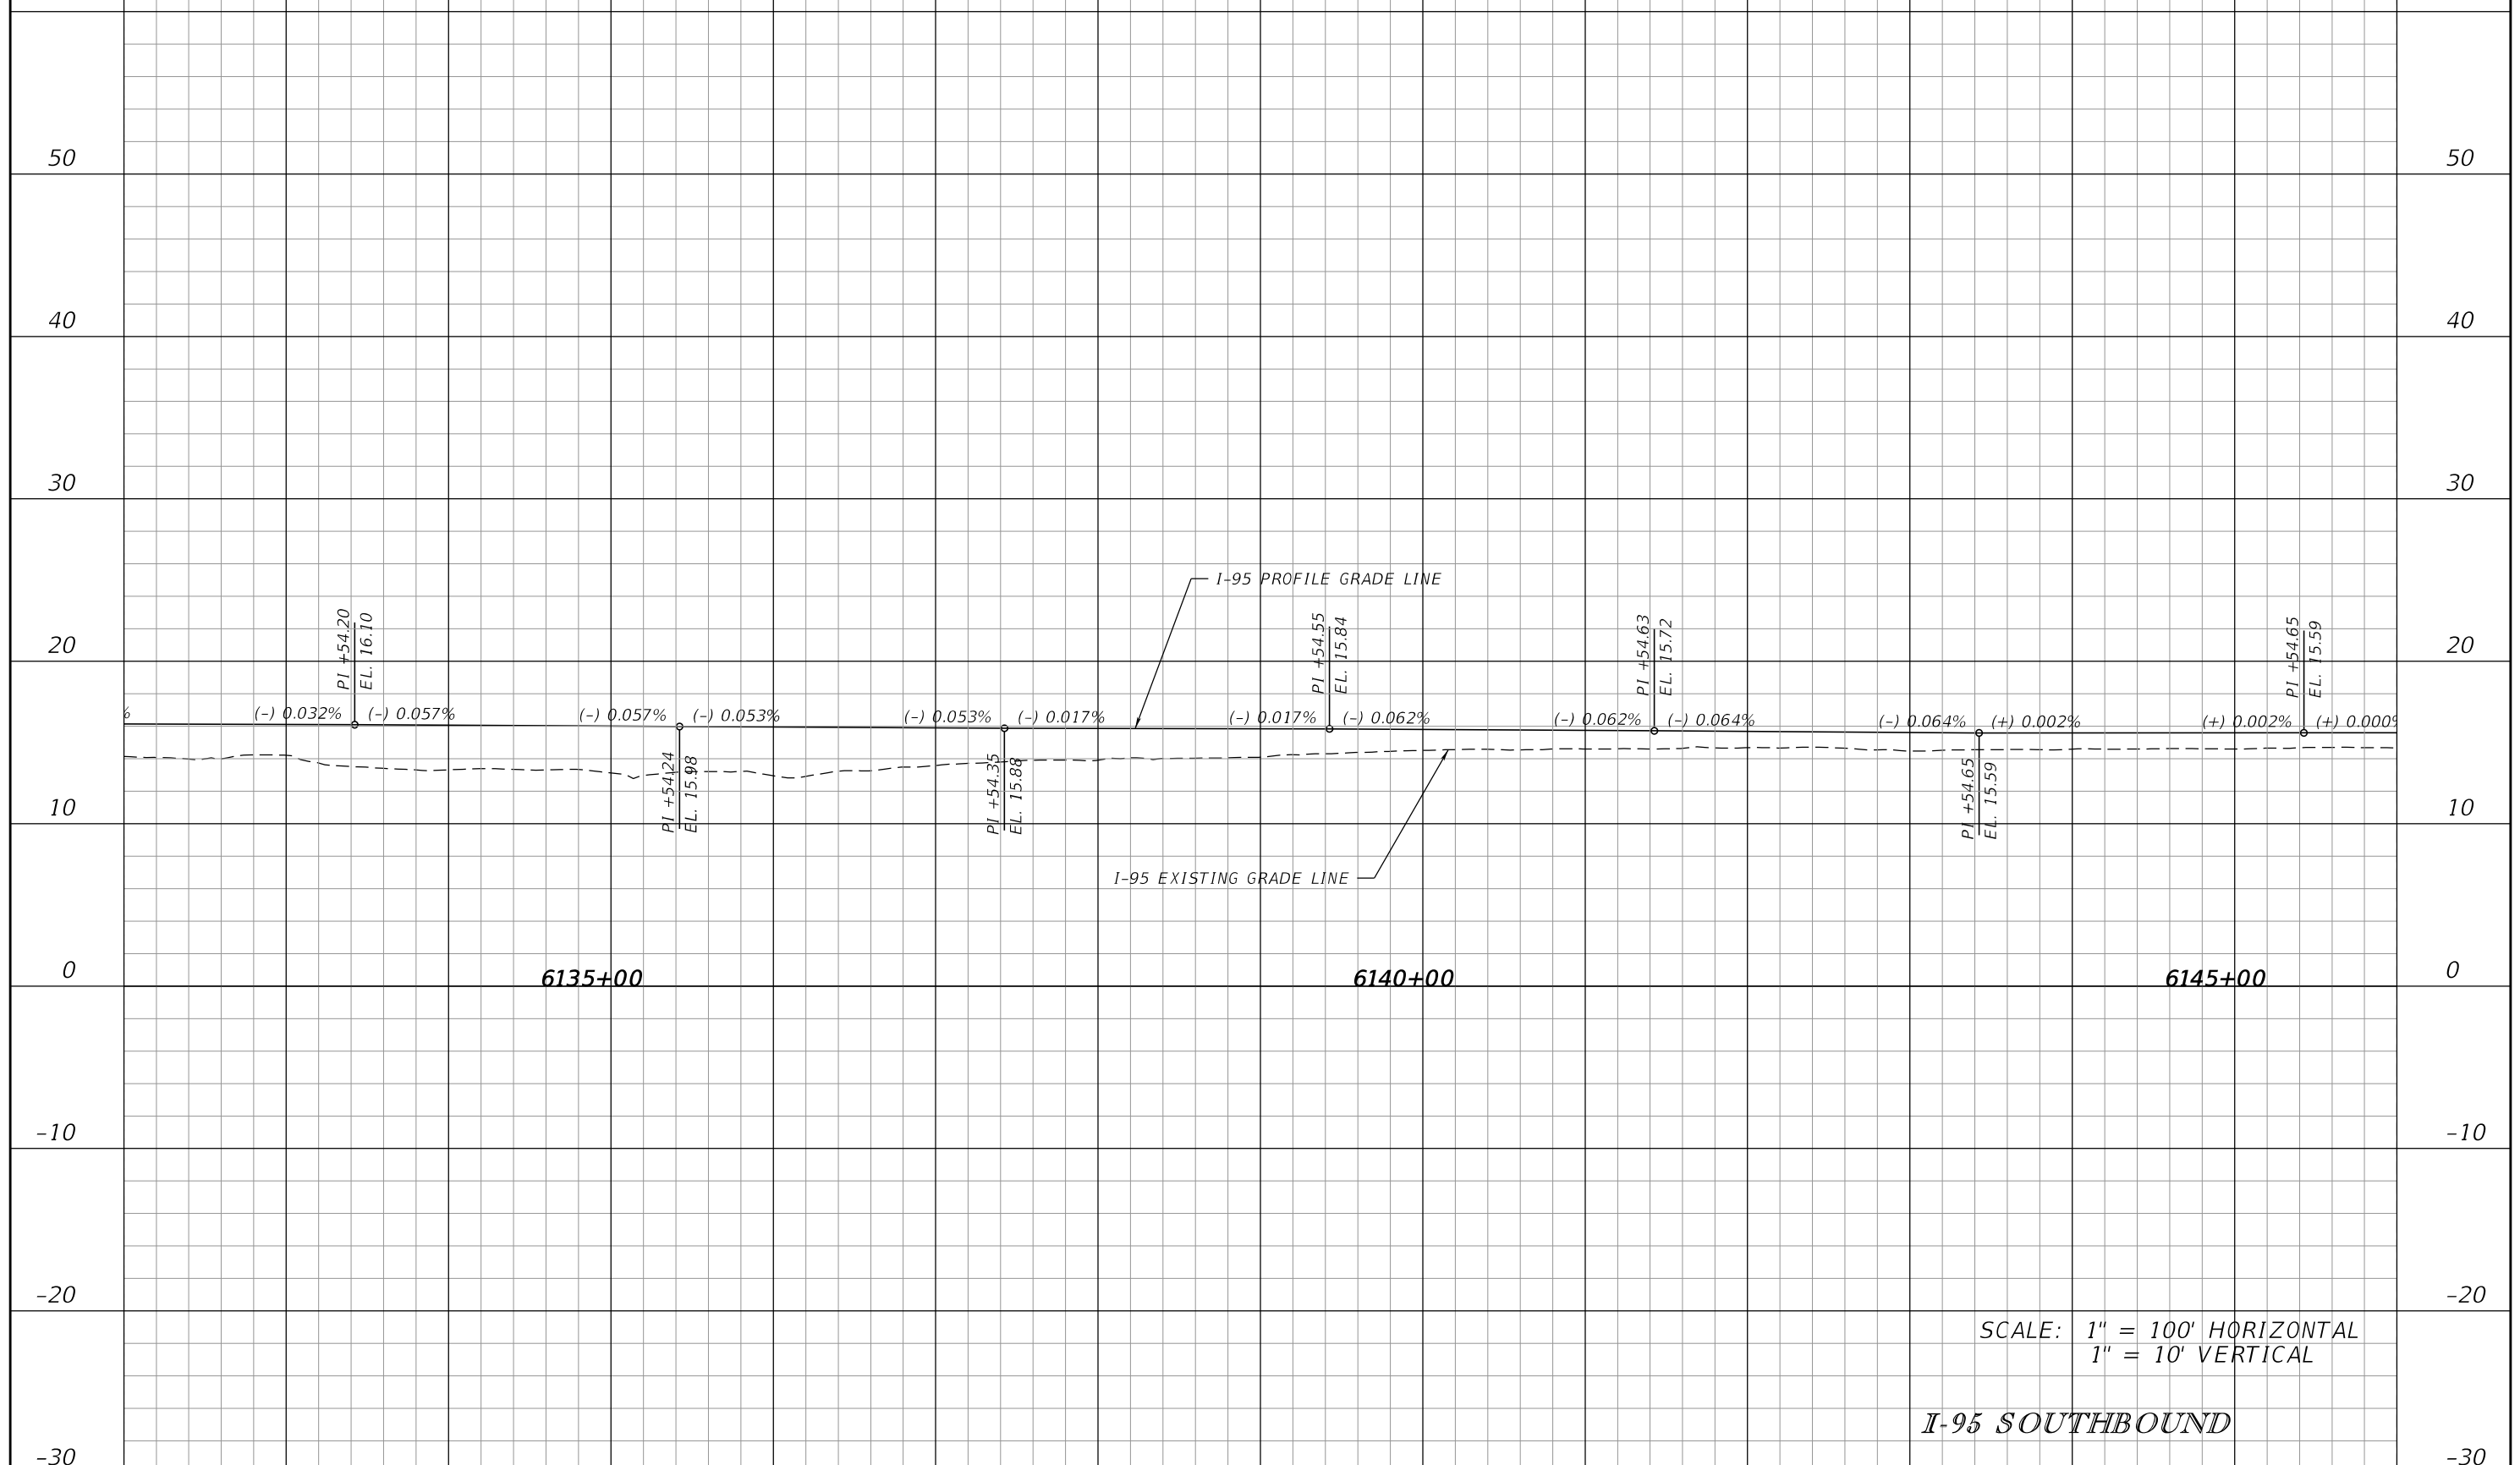 50 50
40 40
30 30
I-95 PROFILE GRADE LINE
PI +54.20
EL. 16.10
PI +54.55
EL. 15.84
PI +54.63
EL. 15.72
PI +54.65
EL. 15.59
20 20
% (-) 0.032% (-) 0.057% (-) 0.057% (-) 0.053% (-) 0.053% (-) 0.017% (-) 0.017% (-) 0.062% (-) 0.062% (-) 0.064% (-) 0.064% (+) 0.002% (+) 0.002% (+) 0.000%
PI +54.24
EL. 15.98
PI +54.35
EL. 15.88
PI +54.65
EL. 15.59
10 10
I-95 EXISTING GRADE LINE
0 6135+00 6140+00 6145+00 0
-10 -10
-20 -20
SCALE: 1" = 100' HORIZONTAL
1" = 10' VERTICAL
I-95 SOUTHBOUND
-30 -30